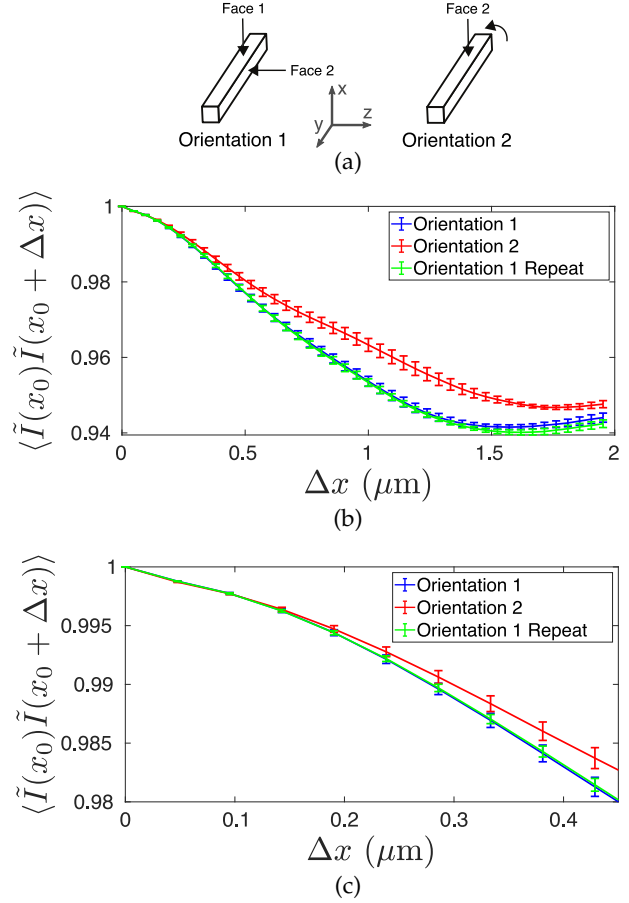 Face 1
Face 2
Face 2
x
z
y
Orientation 1
Orientation 2
(a)
⟨Ĩ(x₀)Ĩ(x₀ + Δx)⟩
1
0.98
0.96
0.94
Orientation 1
Orientation 2
Orientation 1 Repeat
0 0.5 1 1.5 2
Δx (μm)
(b)
⟨Ĩ(x₀)Ĩ(x₀ + Δx)⟩
1
0.995
0.99
0.985
0.98
Orientation 1
Orientation 2
Orientation 1 Repeat
0 0.1 0.2 0.3 0.4
Δx (μm)
(c)